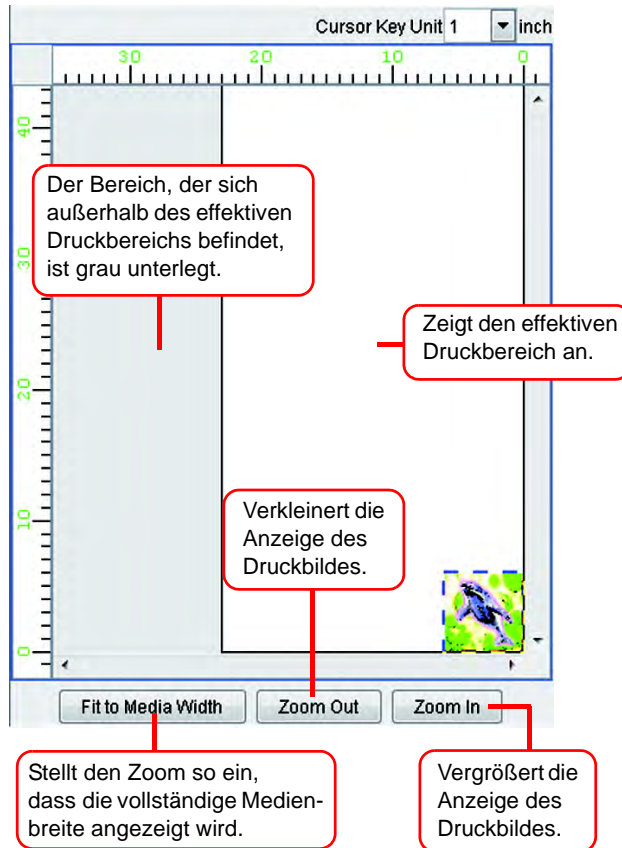 Cursor Key Unit 1 inch
30 20 10 0
40
Der Bereich, der sich
außerhalb des effektiven
Druckbereichs befindet,
ist grau unterlegt.
30
Zeigt den effektiven
Druckbereich an.
20
Verkleinert die
Anzeige des
Druckbildes.
10
0
Fit to Media Width Zoom Out Zoom In
Stellt den Zoom so ein,
dass die vollständige Medien-
breite angezeigt wird.
Vergrößert die
Anzeige des
Druckbildes.